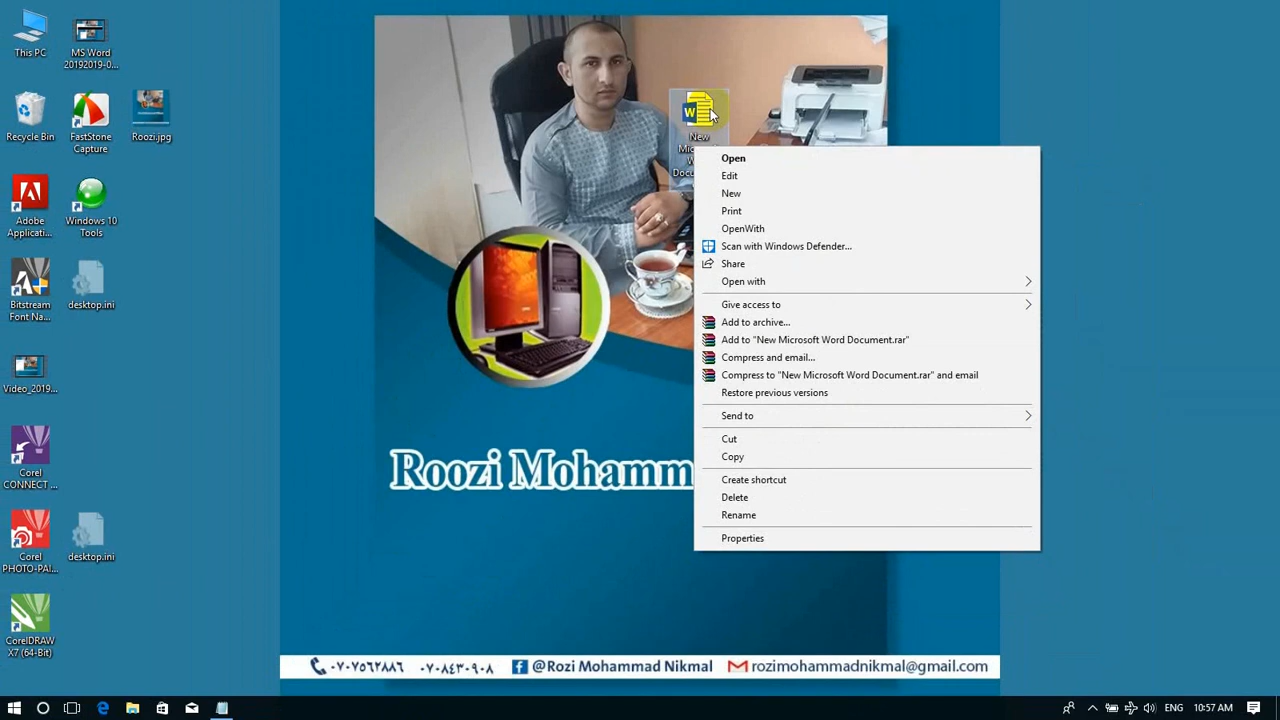 This PC
MS Word
20192019-0...
Recycle Bin
FastStone
Capture
Roozi.jpg
Adobe
Applicati...
Windows 10
Tools
Bitstream
Font Na...
desktop.ini
Video_2019...
Corel
CONNECT ...
Corel
PHOTO-PAI...
desktop.ini
CorelDRAW
X7 (64-Bit)
New
Open
Edit
New
Print
OpenWith
Scan with Windows Defender...
Share
Open with
Give access to
Add to archive...
Add to "New Microsoft Word Document.rar"
Compress and email...
Compress to "New Microsoft Word Document.rar" and email
Restore previous versions
Send to
Cut
Copy
Create shortcut
Delete
Rename
Properties
Roozi Mohamm
۰۷۰۷۵۶۲۸۸۶ ۰۷۰۸۴۳۰۹۰۸ @Rozi Mohammad Nikmal rozimohammadnikmal@gmail.com
ENG 10:57 AM